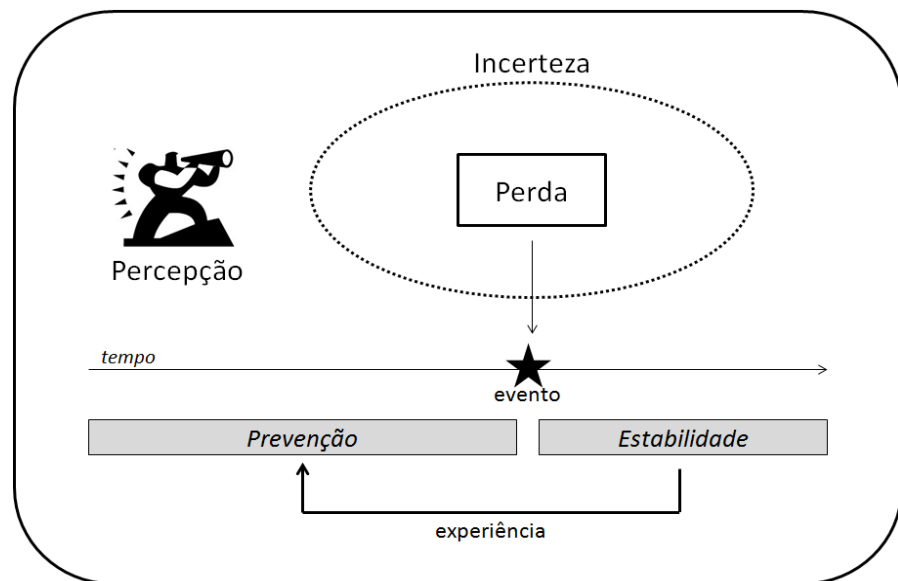 Incerteza
Perda
Percepção
tempo
evento
Prevenção
Estabilidade
experiência